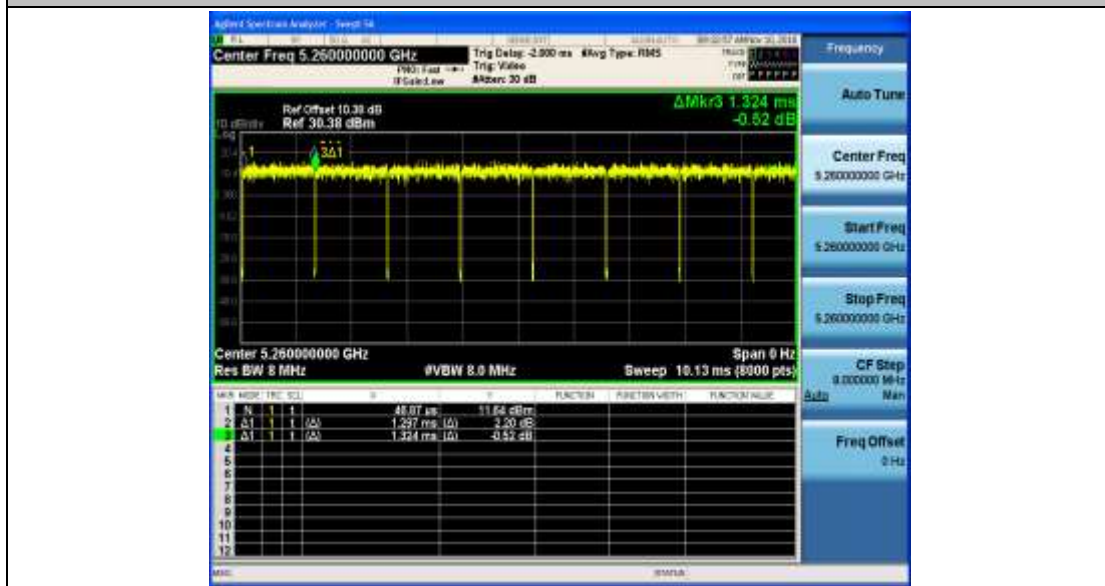 Agilent Spectrum Analyzer - Swept SA
Center Freq 5.260000000 GHz
PNO: Fast
IFGain:Low
Trig Delay: -2.000 ms
Trig: Video
#Atten: 30 dB
#Avg Type: RMS
Frequency
Auto Tune
Ref Offset 10.38 dB
10 dB/div Ref 30.38 dBm
Log
ΔMkr3 1.324 ms
-0.52 dB
1
3Δ1
Center Freq
5.260000000 GHz
Start Freq
5.260000000 GHz
Stop Freq
5.260000000 GHz
CF Step
8.000000 MHz
Auto Man
Freq Offset
0 Hz
Center 5.260000000 GHz
Span 0 Hz
Res BW 8 MHz
#VBW 8.0 MHz
Sweep 10.13 ms (8000 pts)
MKR MODE TRC SCL X Y FUNCTION FUNCTION WIDTH FUNCTION VALUE
1 N 1 t 11.64 dBm
2 Δ1 1 t (Δ) 1.297 ms (Δ) 2.20 dB
3 Δ1 1 t (Δ) 1.324 ms (Δ) -0.52 dB
4
5
6
7
8
9
10
11
12
MSG
STATUS